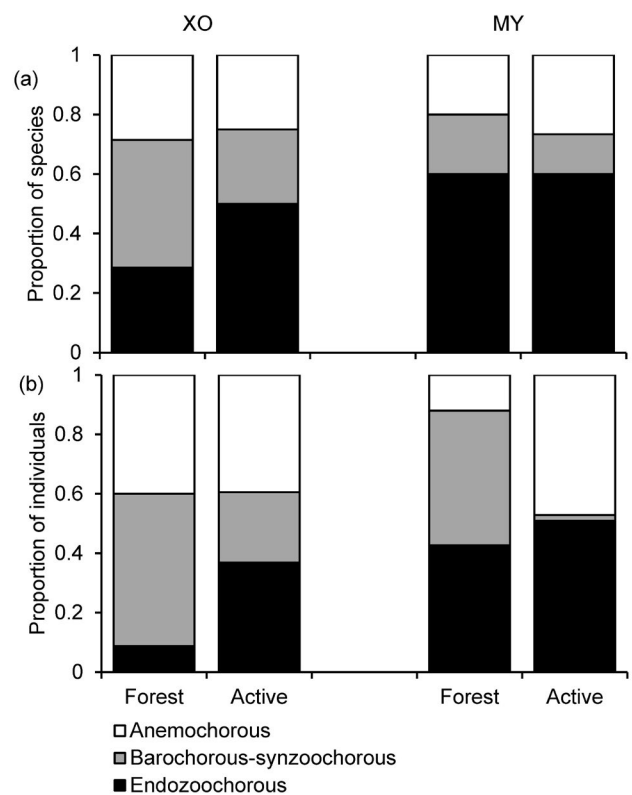 XO MY
(a)
Proportion of species
1
0.8
0.6
0.4
0.2
0
(b)
Proportion of individuals
1
0.8
0.6
0.4
0.2
0
Forest Active Forest Active
Anemochorous
Barochorous-synzoochorous
Endozoochorous